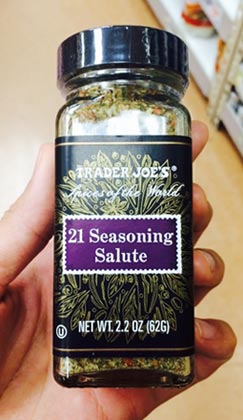 TRADER JOE'S®
Spices of the World
21 Seasoning
Salute
U
NET WT. 2.2 OZ (62G)